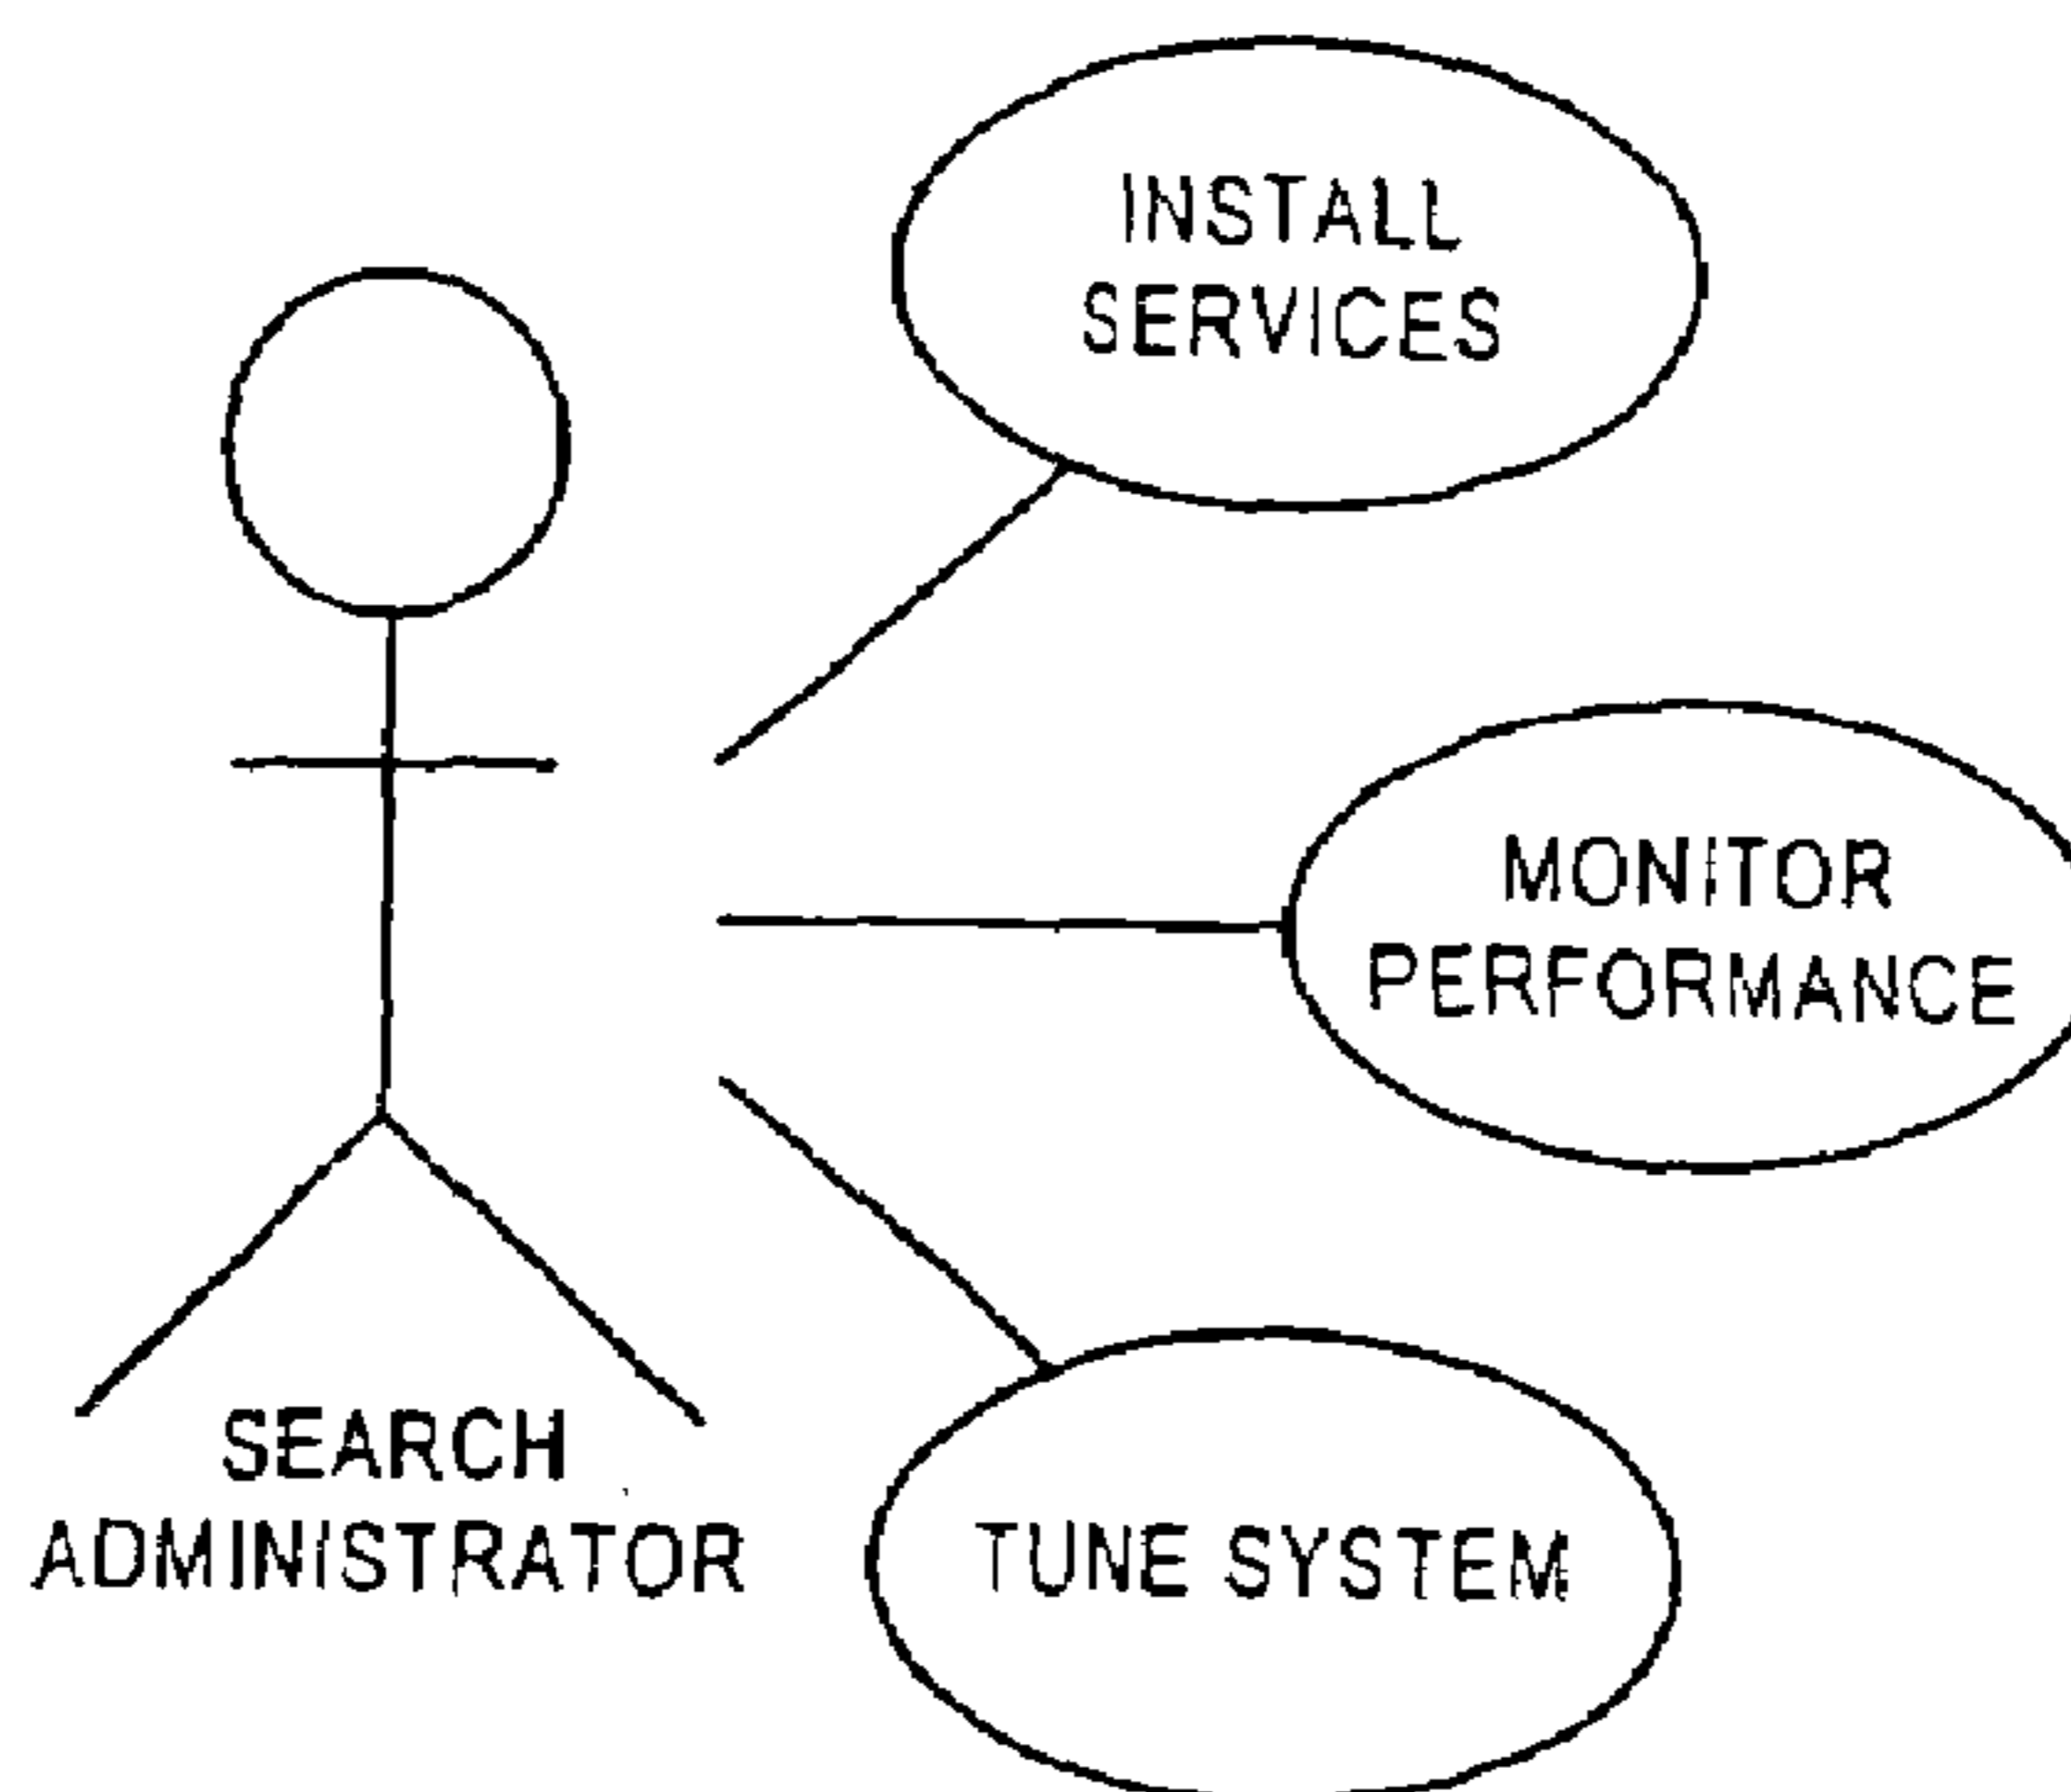 INSTALL
SERVICES
MONITOR
PERFORMANCE
SEARCH
ADMINISTRATOR
TUNE SYSTEM